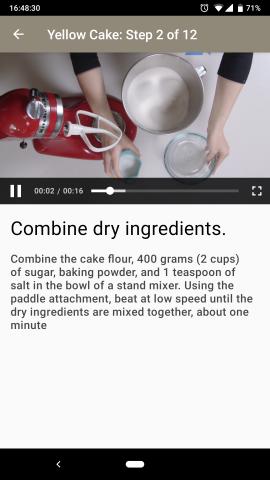 16:48:30
71%
Yellow Cake: Step 2 of 12
00:02 / 00:16
Combine dry ingredients.
Combine the cake flour, 400 grams (2 cups)
of sugar, baking powder, and 1 teaspoon of
salt in the bowl of a stand mixer. Using the
paddle attachment, beat at low speed until the
dry ingredients are mixed together, about one
minute